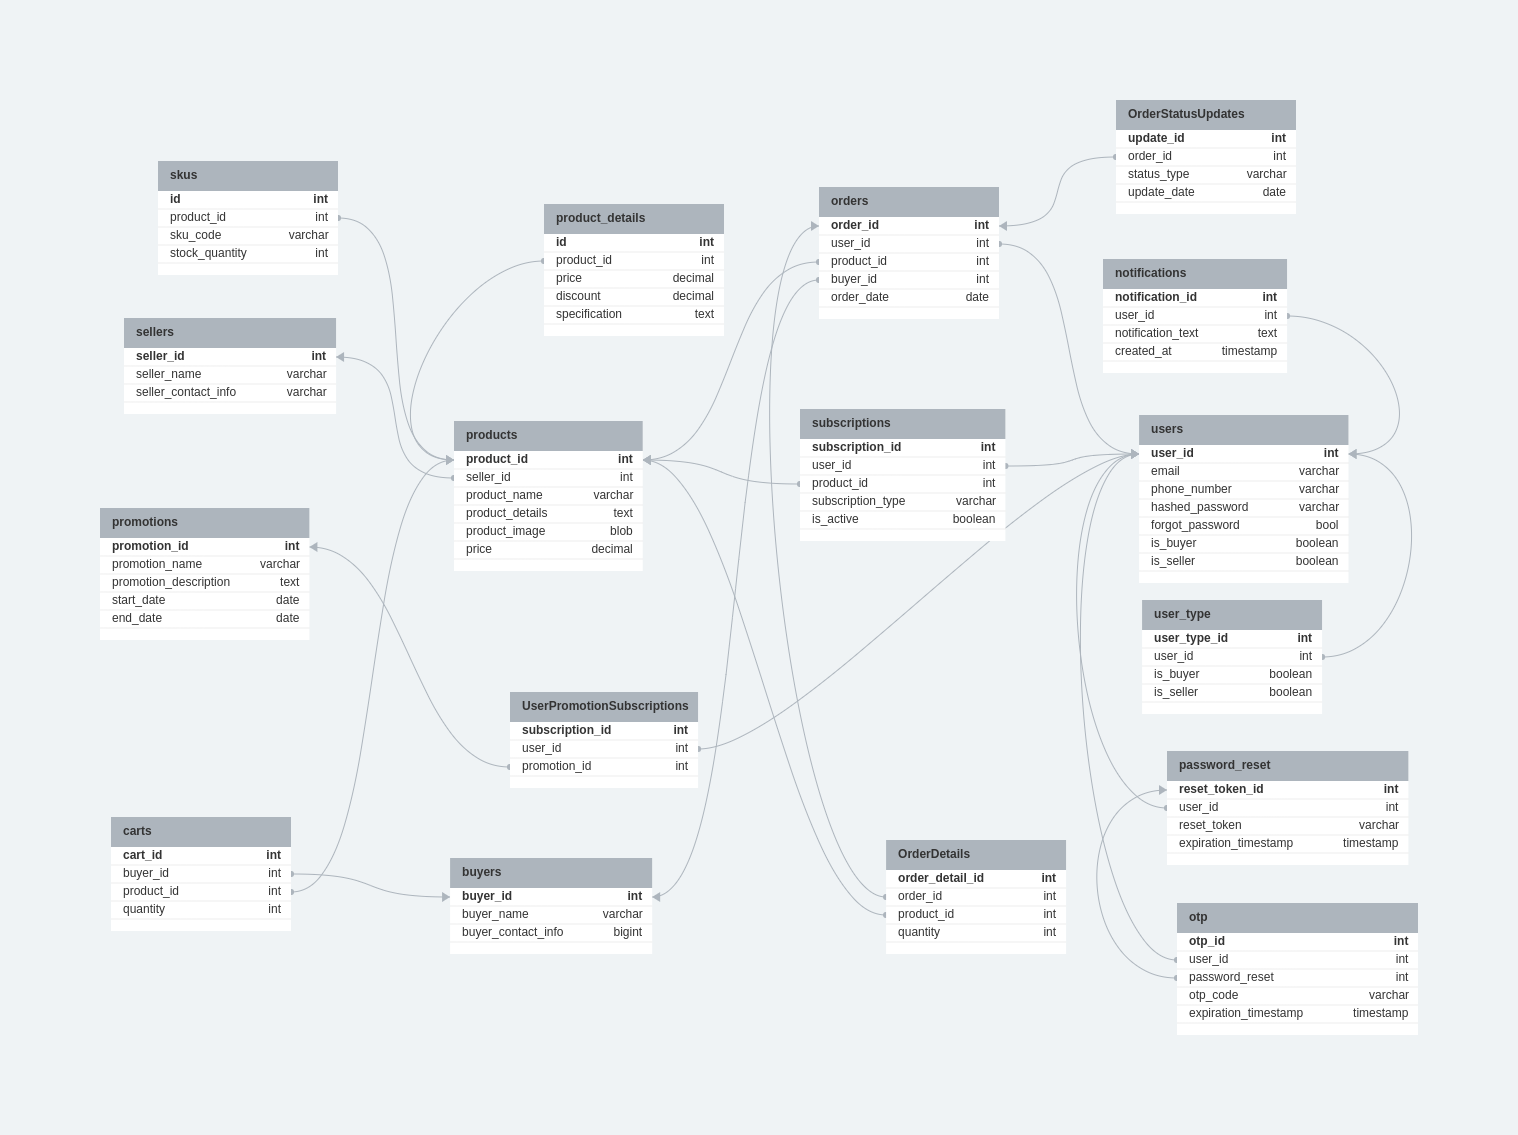 OrderStatusUpdates
update_id int
order_id int
status_type varchar
update_date date
skus
id int
product_id int
sku_code varchar
stock_quantity int
product_details
id int
product_id int
price decimal
discount decimal
specification text
orders
order_id int
user_id int
product_id int
buyer_id int
order_date date
notifications
notification_id int
user_id int
notification_text text
created_at timestamp
sellers
seller_id int
seller_name varchar
seller_contact_info varchar
products
product_id int
seller_id int
product_name varchar
product_details text
product_image blob
price decimal
subscriptions
subscription_id int
user_id int
product_id int
subscription_type varchar
is_active boolean
users
user_id int
email varchar
phone_number varchar
hashed_password varchar
forgot_password bool
is_buyer boolean
is_seller boolean
promotions
promotion_id int
promotion_name varchar
promotion_description text
start_date date
end_date date
user_type
user_type_id int
user_id int
is_buyer boolean
is_seller boolean
UserPromotionSubscriptions
subscription_id int
user_id int
promotion_id int
password_reset
reset_token_id int
user_id int
reset_token varchar
expiration_timestamp timestamp
carts
cart_id int
buyer_id int
product_id int
quantity int
buyers
buyer_id int
buyer_name varchar
buyer_contact_info bigint
OrderDetails
order_detail_id int
order_id int
product_id int
quantity int
otp
otp_id int
user_id int
password_reset int
otp_code varchar
expiration_timestamp timestamp